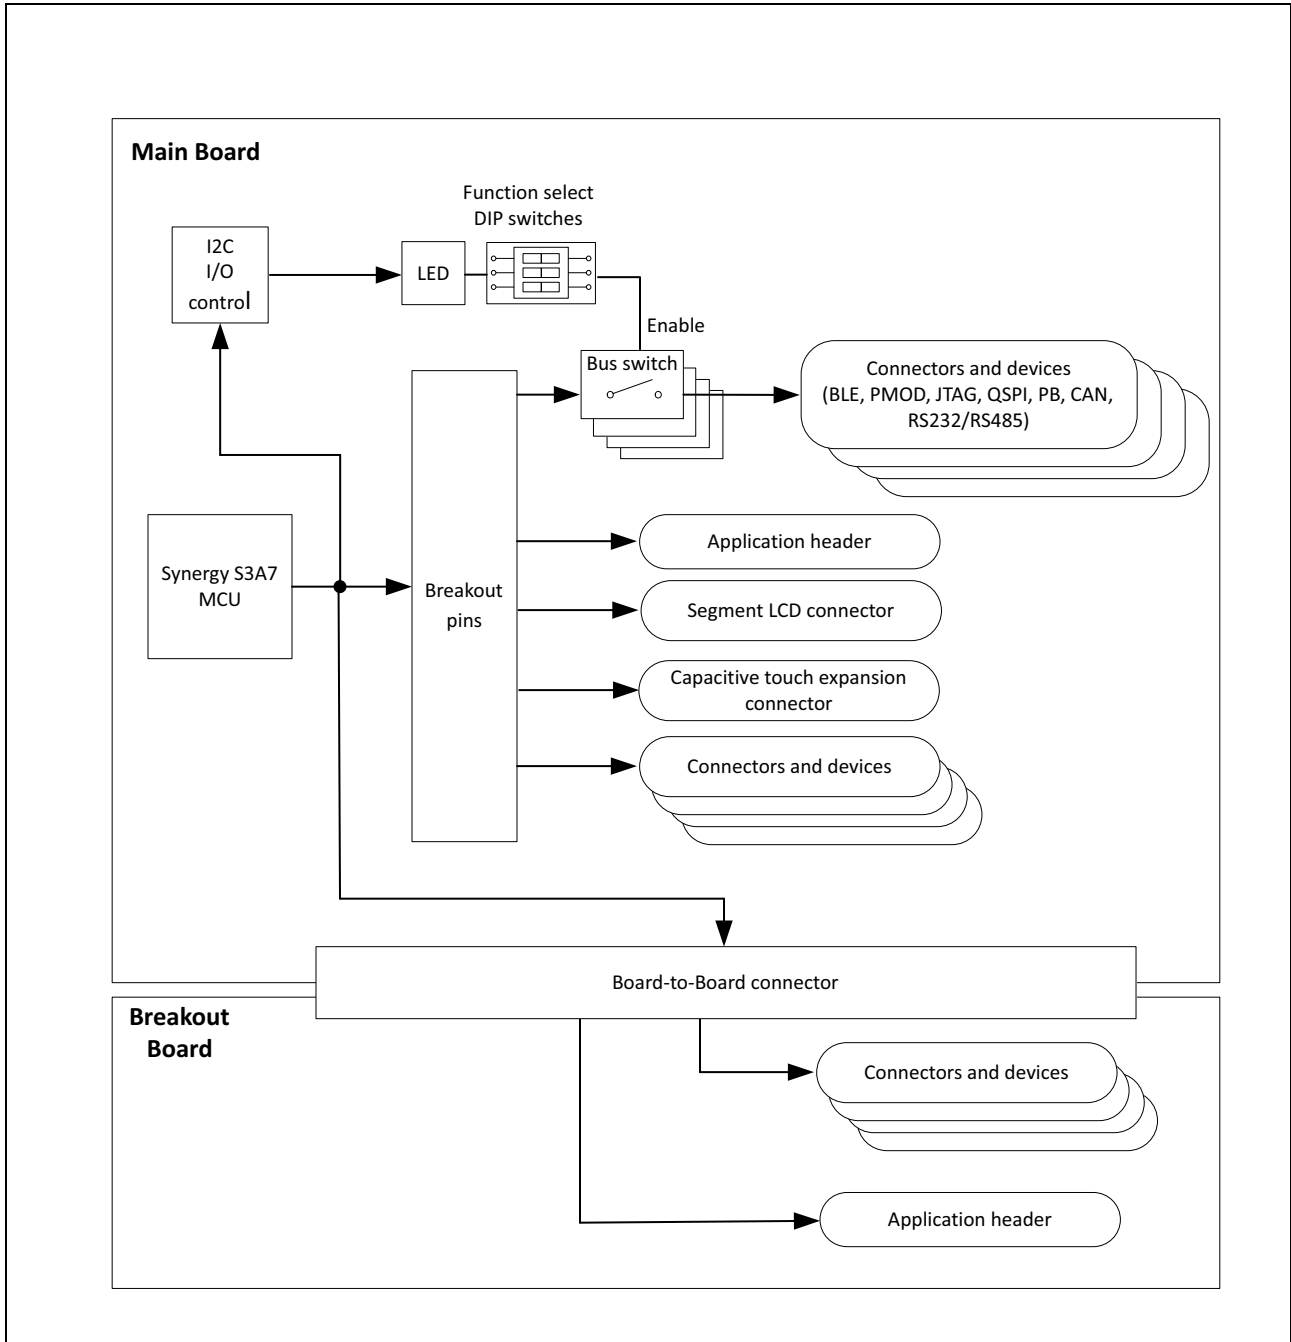 Main Board
Function select
DIP switches
I2C
I/O
control
LED
Enable
Bus switch
Connectors and devices
(BLE, PMOD, JTAG, QSPI, PB, CAN,
RS232/RS485)
Synergy S3A7
MCU
Breakout
pins
Application header
Segment LCD connector
Capacitive touch expansion
connector
Connectors and devices
Board-to-Board connector
Breakout
Board
Connectors and devices
Application header